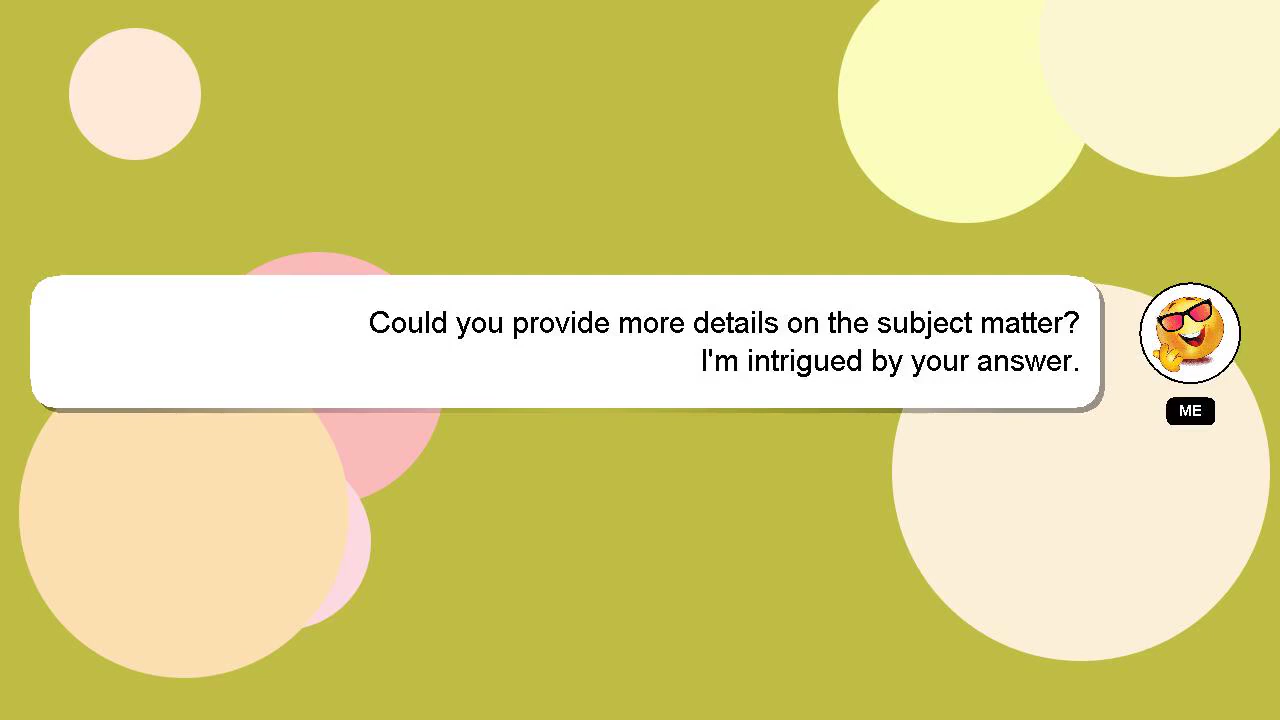 Could you provide more details on the subject matter?
I'm intrigued by your answer.
ME